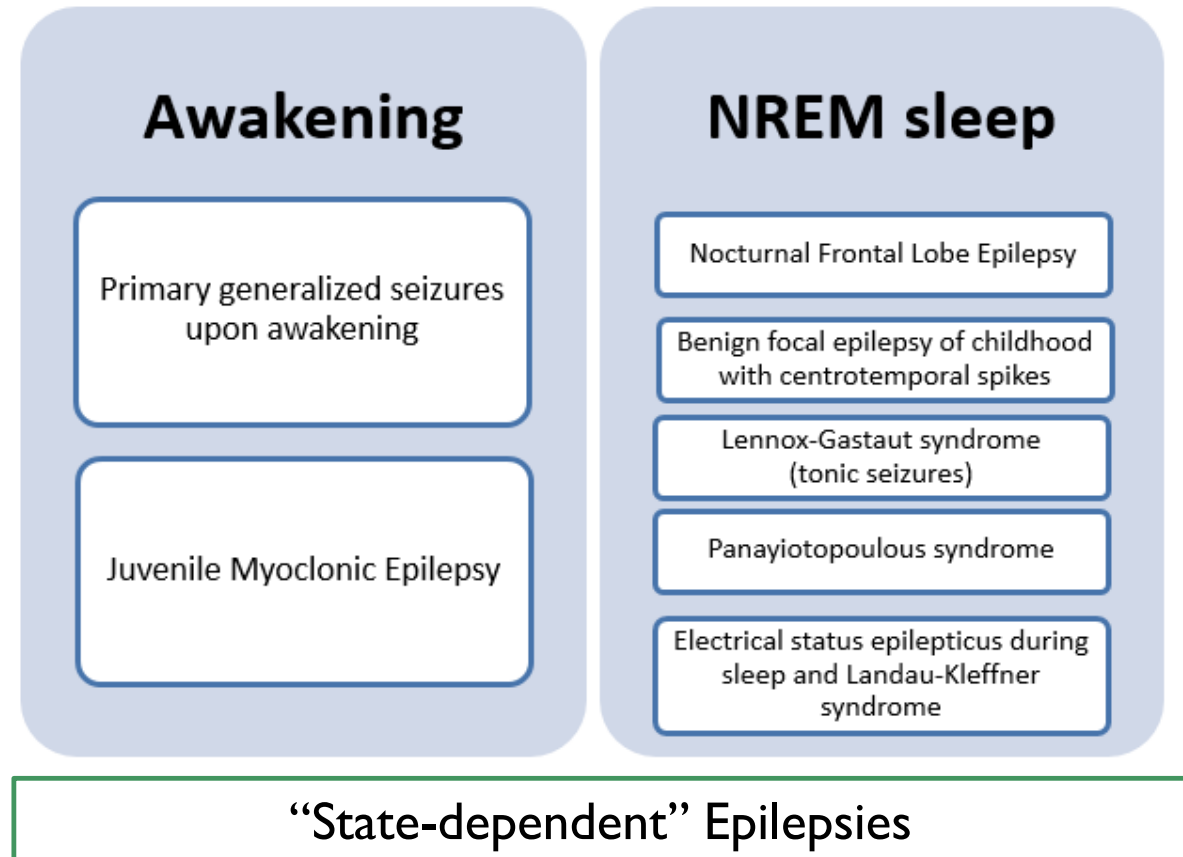 Awakening
Primary generalized seizures
upon awakening
Juvenile Myoclonic Epilepsy
NREM sleep
Nocturnal Frontal Lobe Epilepsy
Benign focal epilepsy of childhood
with centrotemporal spikes
Lennox-Gastaut syndrome
(tonic seizures)
Panayiotopoulous syndrome
Electrical status epilepticus during
sleep and Landau-Kleffner
syndrome
“State-dependent” Epilepsies